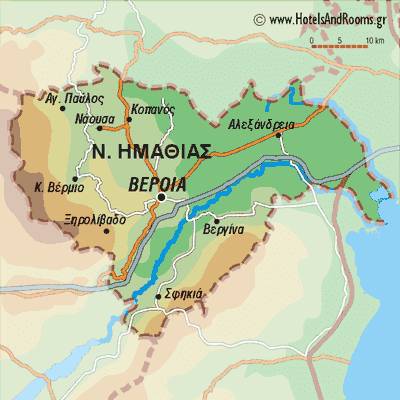 © www.HotelsAndRooms.gr
0 5 10 km
Αγ. Παύλος
Κοπανός
Νάουσα
Αλεξάνδρεια
Ν. ΗΜΑΘΙΑΣ
Κ. Βέρμιο
ΒΕΡΟΙΑ
Ξηρολίβαδο
Βεργίνα
Σφηκιά